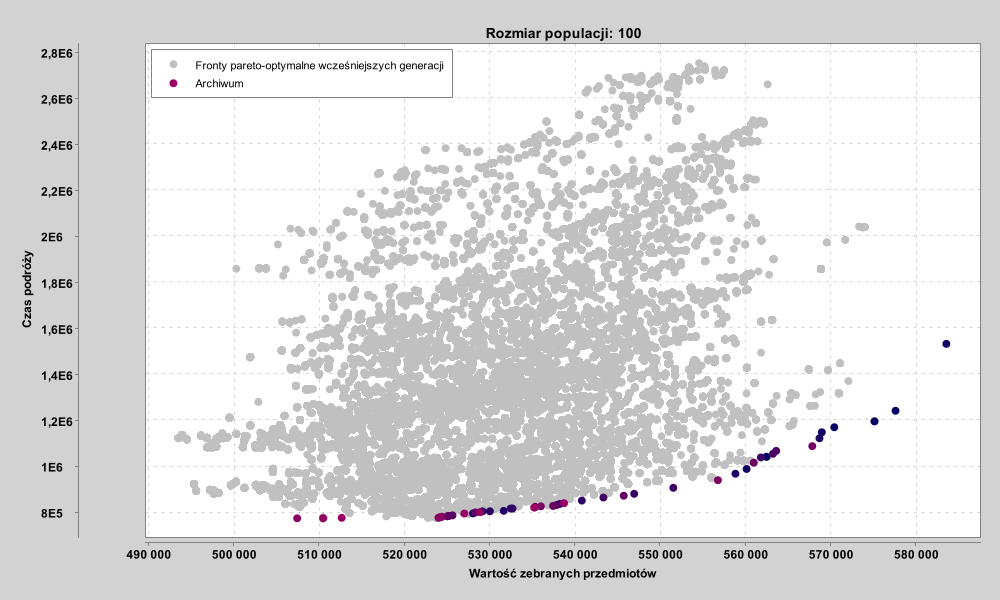 Rozmiar populacji: 100
Fronty pareto-optymalne wcześniejszych generacji
Archiwum
2,8E6
2,6E6
2,4E6
2,2E6
2E6
1,8E6
1,6E6
1,4E6
1,2E6
1E6
8E5
Czas podróży
490 000 500 000 510 000 520 000 530 000 540 000 550 000 560 000 570 000 580 000
Wartość zebranych przedmiotów